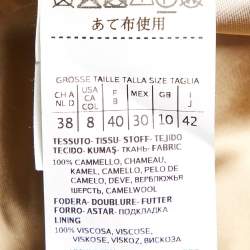 あて布使用
GROSSE TAILLE TALLA SIZE TAGLIA
CH A NL D USA CA COL F B MEX GB I J
38 8 40 30 10 42
TESSUTO-TISSU-STOFF-TEJIDO
TECIDO-KUMAŞ-ТКАНЬ-FABRIC
100% CAMMELLO, CHAMEAU,
KAMEL, CAMELLO, PELO DE
CAMELO, DEVE, ВЕРБЛЮЖЬЯ
ШЕРСТЬ, CAMELWOOL
FODERA-DOUBLURE-FUTTER
FORRO-ASTAR-ПОДКЛАДКА
LINING
100% VISCOSA, VISCOSE,
VISKOSE, VISKOZ, ВИСКОЗА